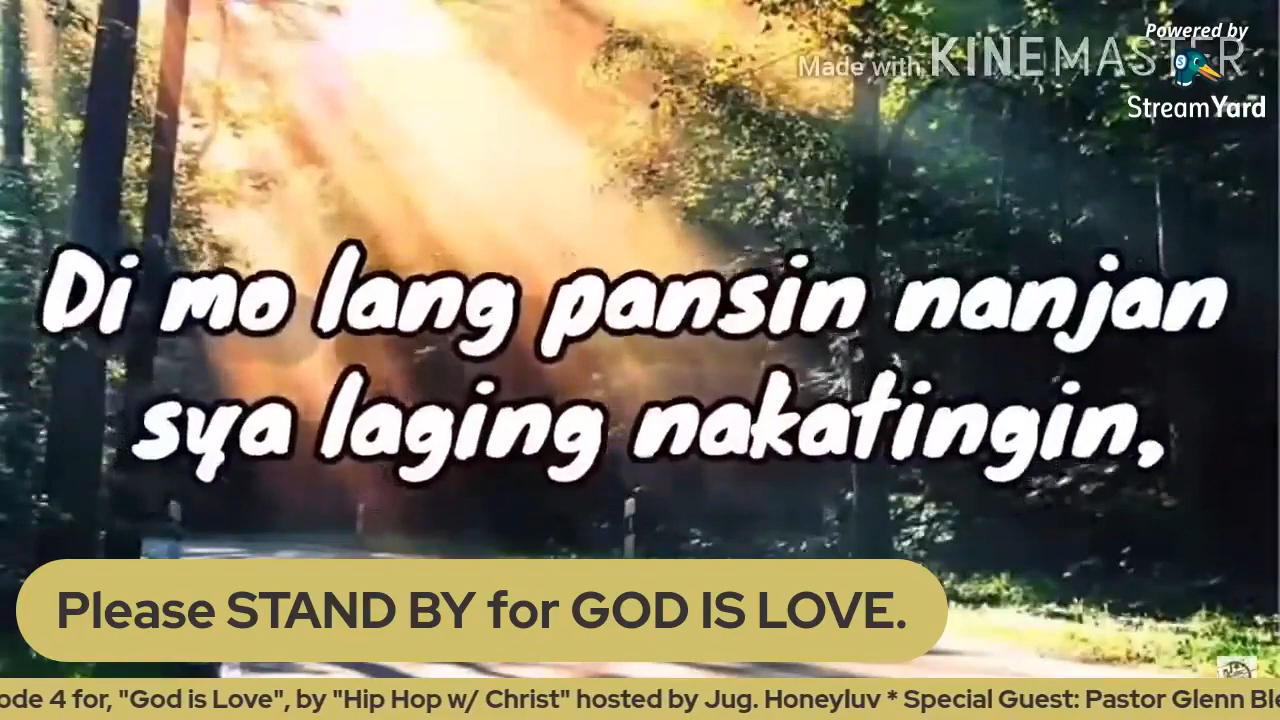 Powered by
Made with KINEMASTER
StreamYard
Di mo lang pansin nanjan
sya laging nakatingin,
Please STAND BY for GOD IS LOVE.
ode 4 for, "God is Love", by "Hip Hop w/ Christ" hosted by Jug. Honeyluv * Special Guest: Pastor Glenn Ble